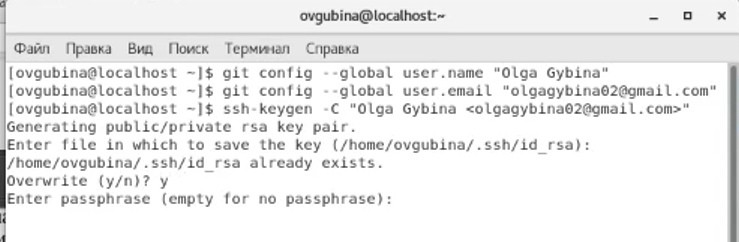 ovgubina@localhost:~
Файл Правка Вид Поиск Терминал Справка
[ovgubina@localhost ~]$ git config --global user.name "Olga Gybina"
[ovgubina@localhost ~]$ git config --global user.email "olgagybina02@gmail.com"
[ovgubina@localhost ~]$ ssh-keygen -C "Olga Gybina <olgagybina02@gmail.com>"
Generating public/private rsa key pair.
Enter file in which to save the key (/home/ovgubina/.ssh/id_rsa):
/home/ovgubina/.ssh/id_rsa already exists.
Overwrite (y/n)? y
Enter passphrase (empty for no passphrase):